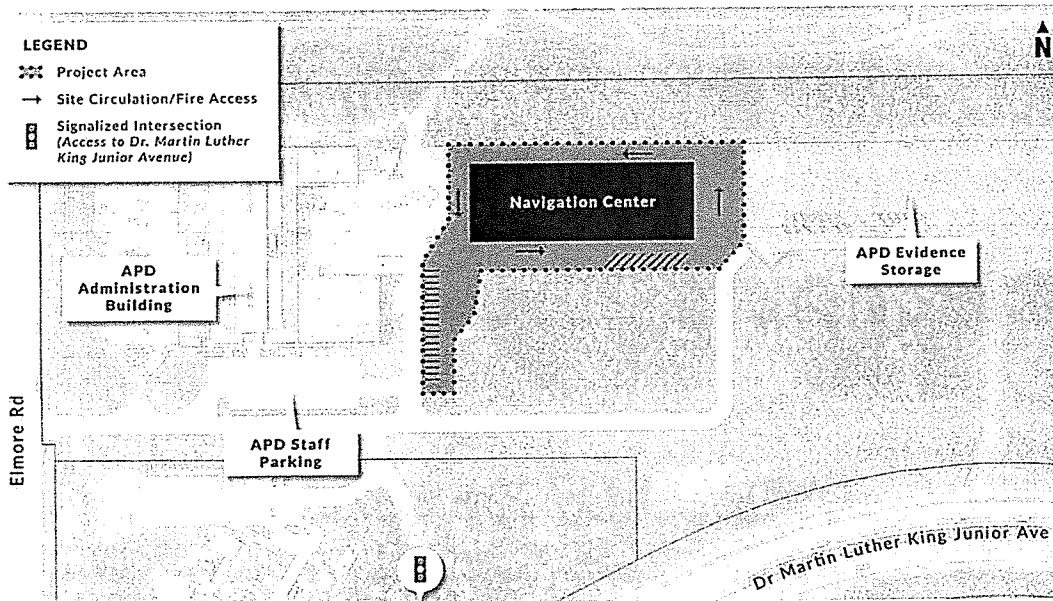 LEGEND
Project Area
Site Circulation/Fire Access
Signalized Intersection
(Access to Dr. Martin Luther
King Junior Avenue)
N
Navigation Center
APD
Administration
Building
APD Evidence
Storage
APD Staff
Parking
Elmore Rd
Dr Martin Luther King Junior Ave